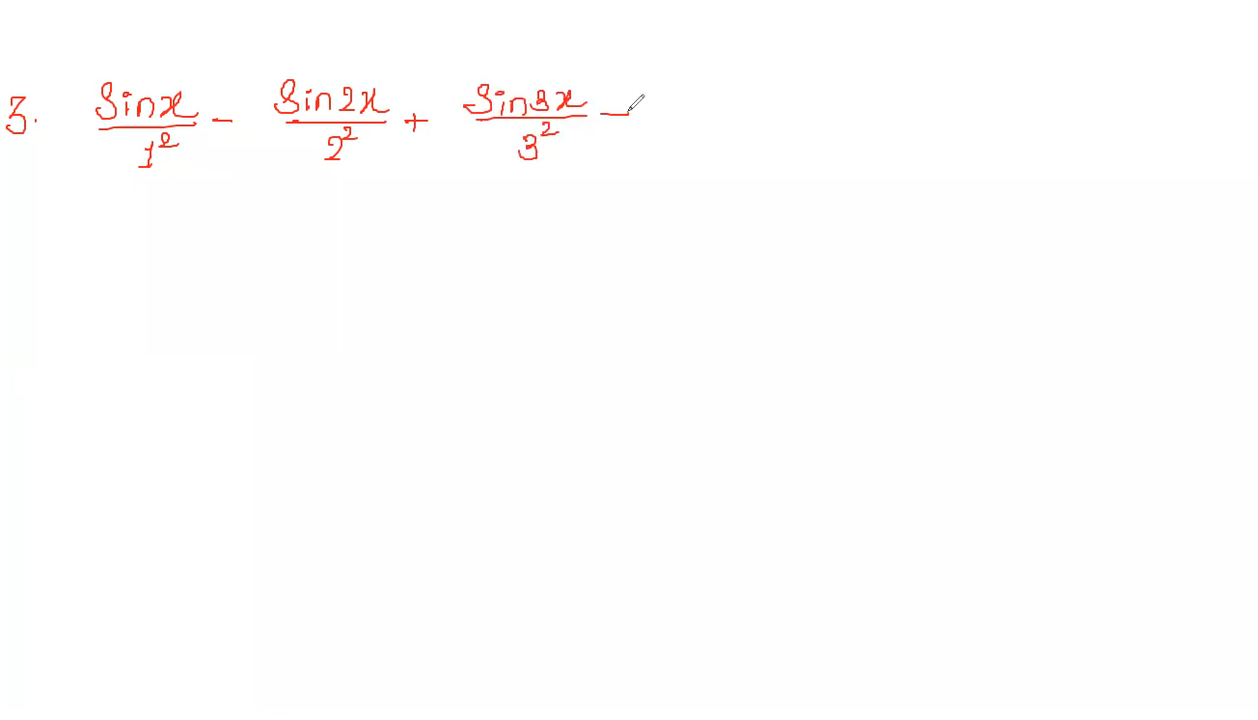 3. sinx/1² - sin2x/2² + sin3x/3² -